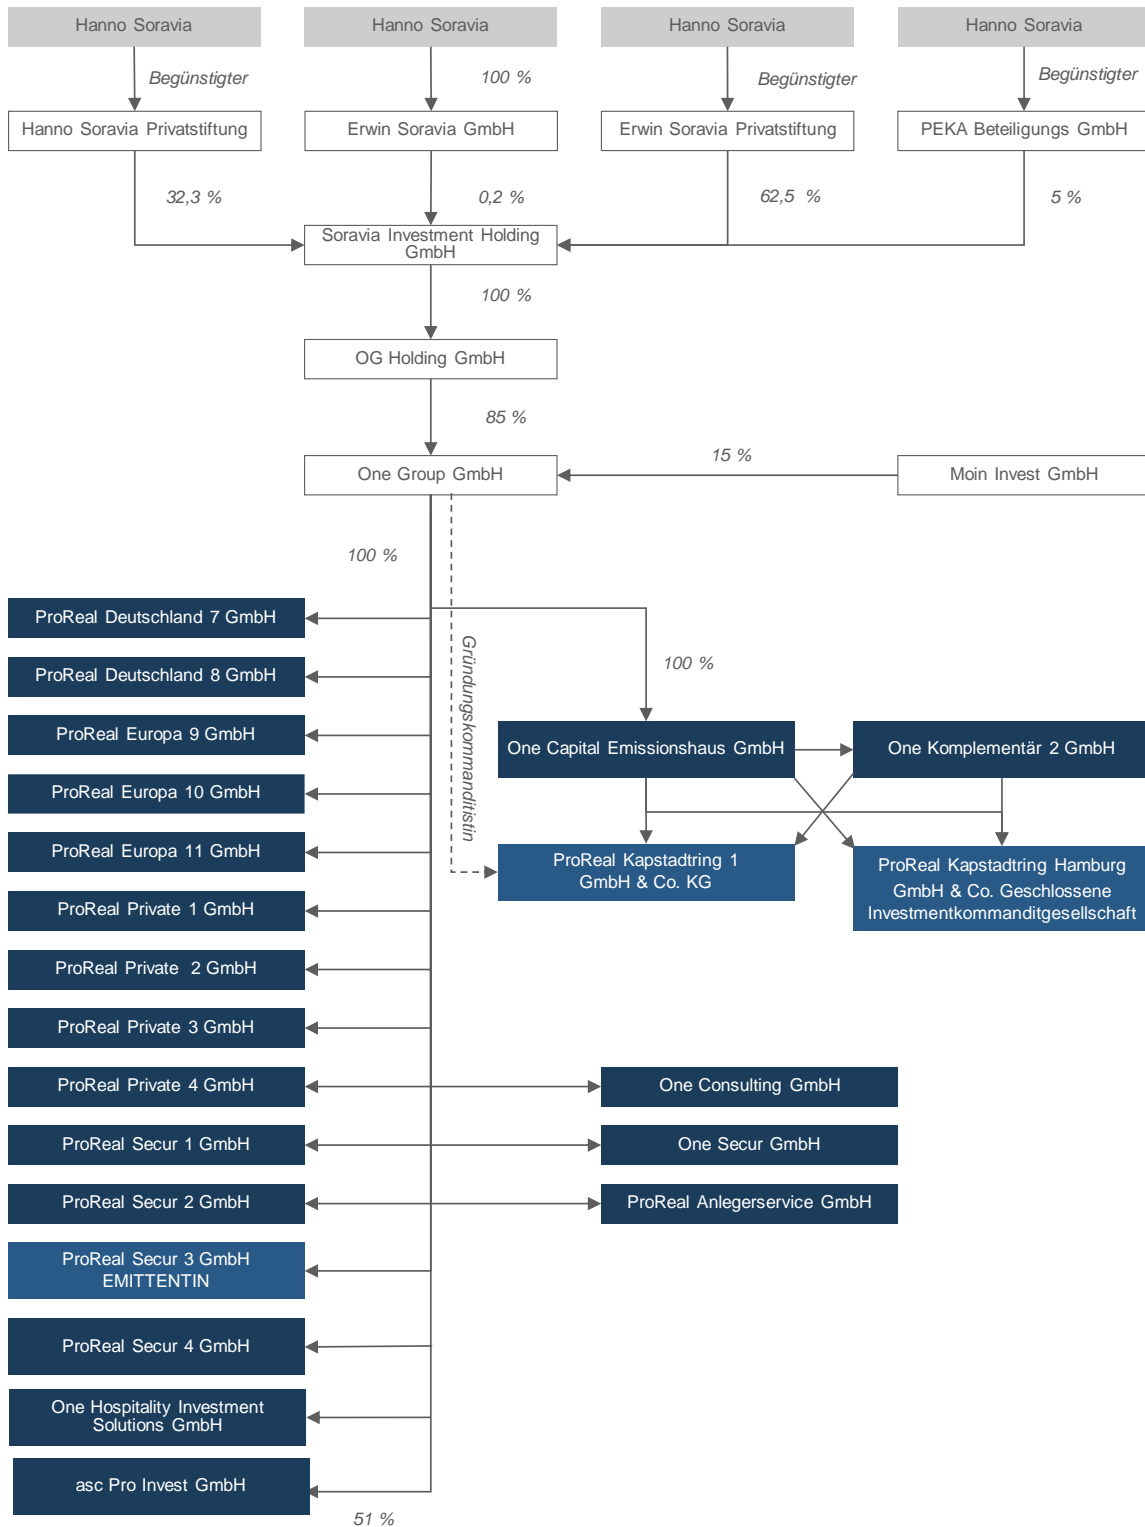 Hanno Soravia
Hanno Soravia
Hanno Soravia
Hanno Soravia
Begünstigter
100 %
Begünstigter
Begünstigter
Hanno Soravia Privatstiftung
Erwin Soravia GmbH
Erwin Soravia Privatstiftung
PEKA Beteiligungs GmbH
32,3 %
0,2 %
62,5 %
5 %
Soravia Investment Holding
GmbH
100 %
OG Holding GmbH
85 %
15 %
One Group GmbH
Moin Invest GmbH
100 %
Gründungskommanditistin
100 %
ProReal Deutschland 7 GmbH
ProReal Deutschland 8 GmbH
ProReal Europa 9 GmbH
ProReal Europa 10 GmbH
ProReal Europa 11 GmbH
ProReal Private 1 GmbH
ProReal Private 2 GmbH
ProReal Private 3 GmbH
ProReal Private 4 GmbH
ProReal Secur 1 GmbH
ProReal Secur 2 GmbH
ProReal Secur 3 GmbH
EMITTENTIN
ProReal Secur 4 GmbH
One Hospitality Investment
Solutions GmbH
asc Pro Invest GmbH
51 %
One Capital Emissionshaus GmbH
One Komplementär 2 GmbH
ProReal Kapstadtring 1
GmbH & Co. KG
ProReal Kapstadtring Hamburg
GmbH & Co. Geschlossene
Investmentkommanditgesellschaft
One Consulting GmbH
One Secur GmbH
ProReal Anlegerservice GmbH